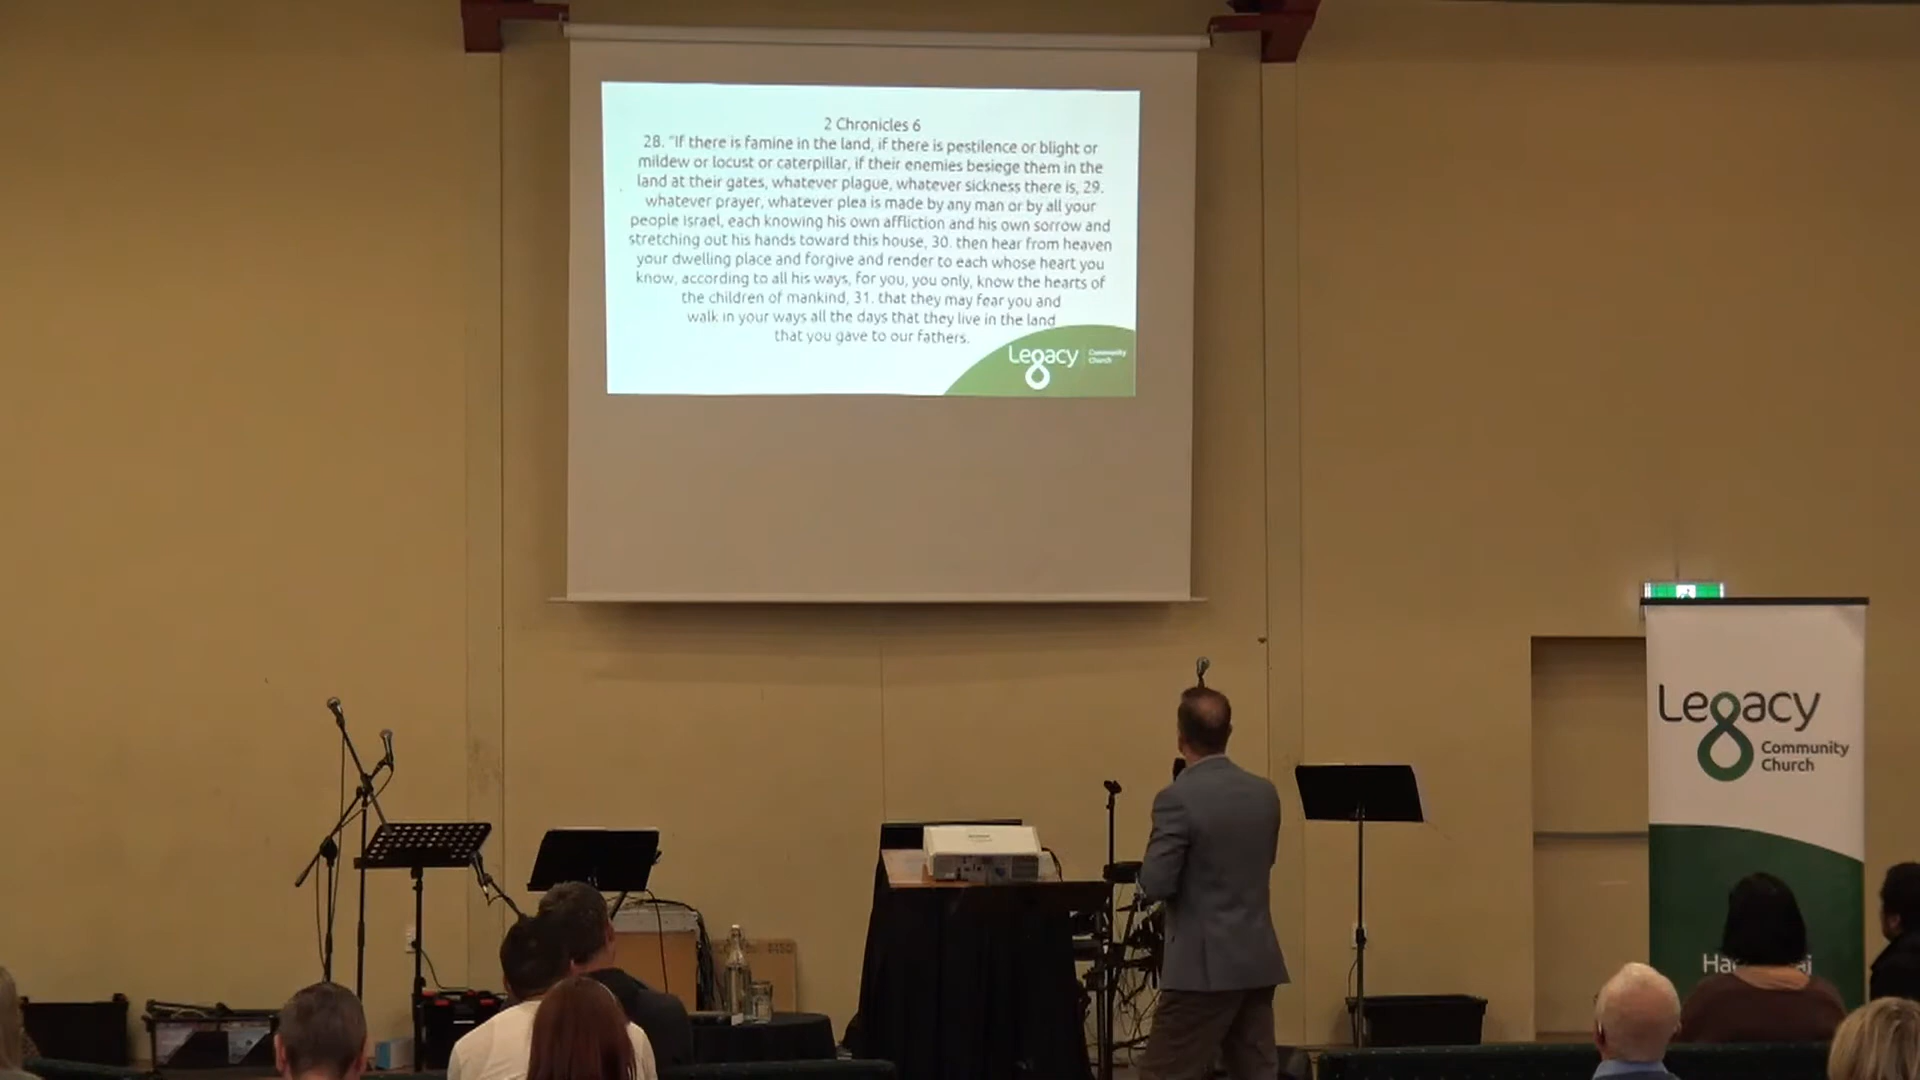 2 Chronicles 6
28. "If there is famine in the land, if there is pestilence or blight or
mildew or locust or caterpillar, if their enemies besiege them in the
land at their gates, whatever plague, whatever sickness there is, 29.
whatever prayer, whatever plea is made by any man or by all your
people Israel, each knowing his own affliction and his own sorrow and
stretching out his hands toward this house, 30. then hear from heaven
your dwelling place and forgive and render to each whose heart you
know, according to all his ways, for you, you only, know the hearts of
the children of mankind, 31. that they may fear you and
walk in your ways all the days that they live in the land
that you gave to our fathers.
Legacy
Community
Church
Legacy
Community
Church